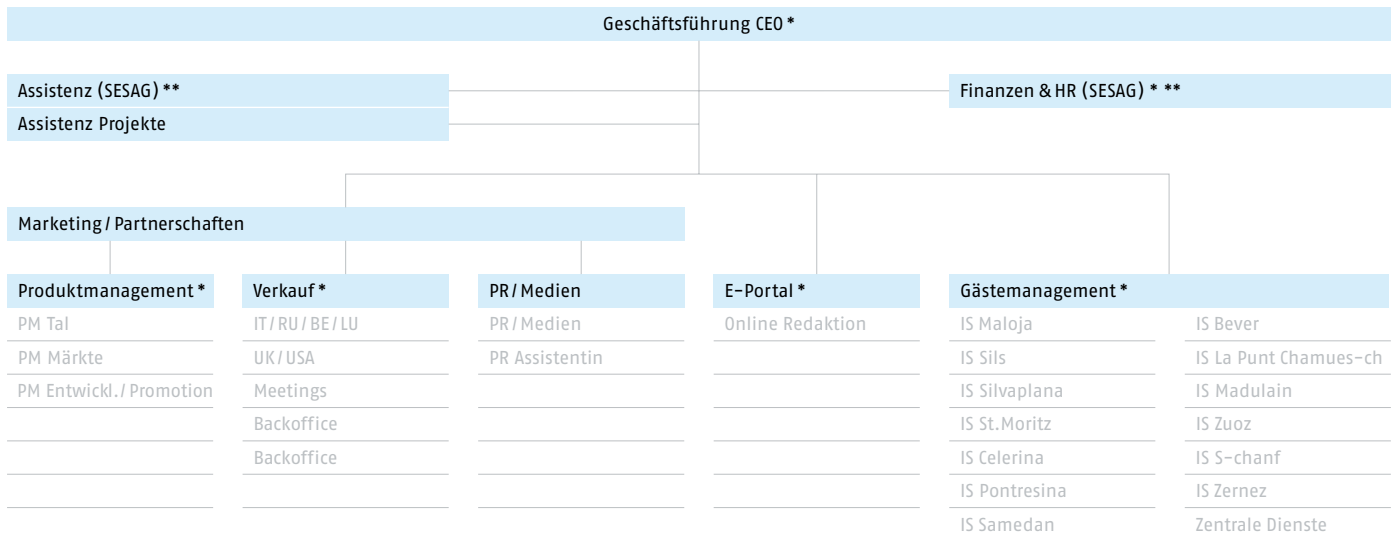 Geschäftsführung CEO *
Assistenz (SESAG) **
Finanzen & HR (SESAG) * **
Assistenz Projekte
Marketing / Partnerschaften
Produktmanagement *
PM Tal
PM Märkte
PM Entwickl. / Promotion
Verkauf *
IT / RU / BE / LU
UK / USA
Meetings
Backoffice
Backoffice
PR / Medien
PR / Medien
PR Assistentin
E-Portal *
Online Redaktion
Gästemanagement *
IS Maloja
IS Sils
IS Silvaplana
IS St. Moritz
IS Celerina
IS Pontresina
IS Samedan
IS Bever
IS La Punt Chamues-ch
IS Madulain
IS Zuoz
IS S-chanf
IS Zernez
Zentrale Dienste